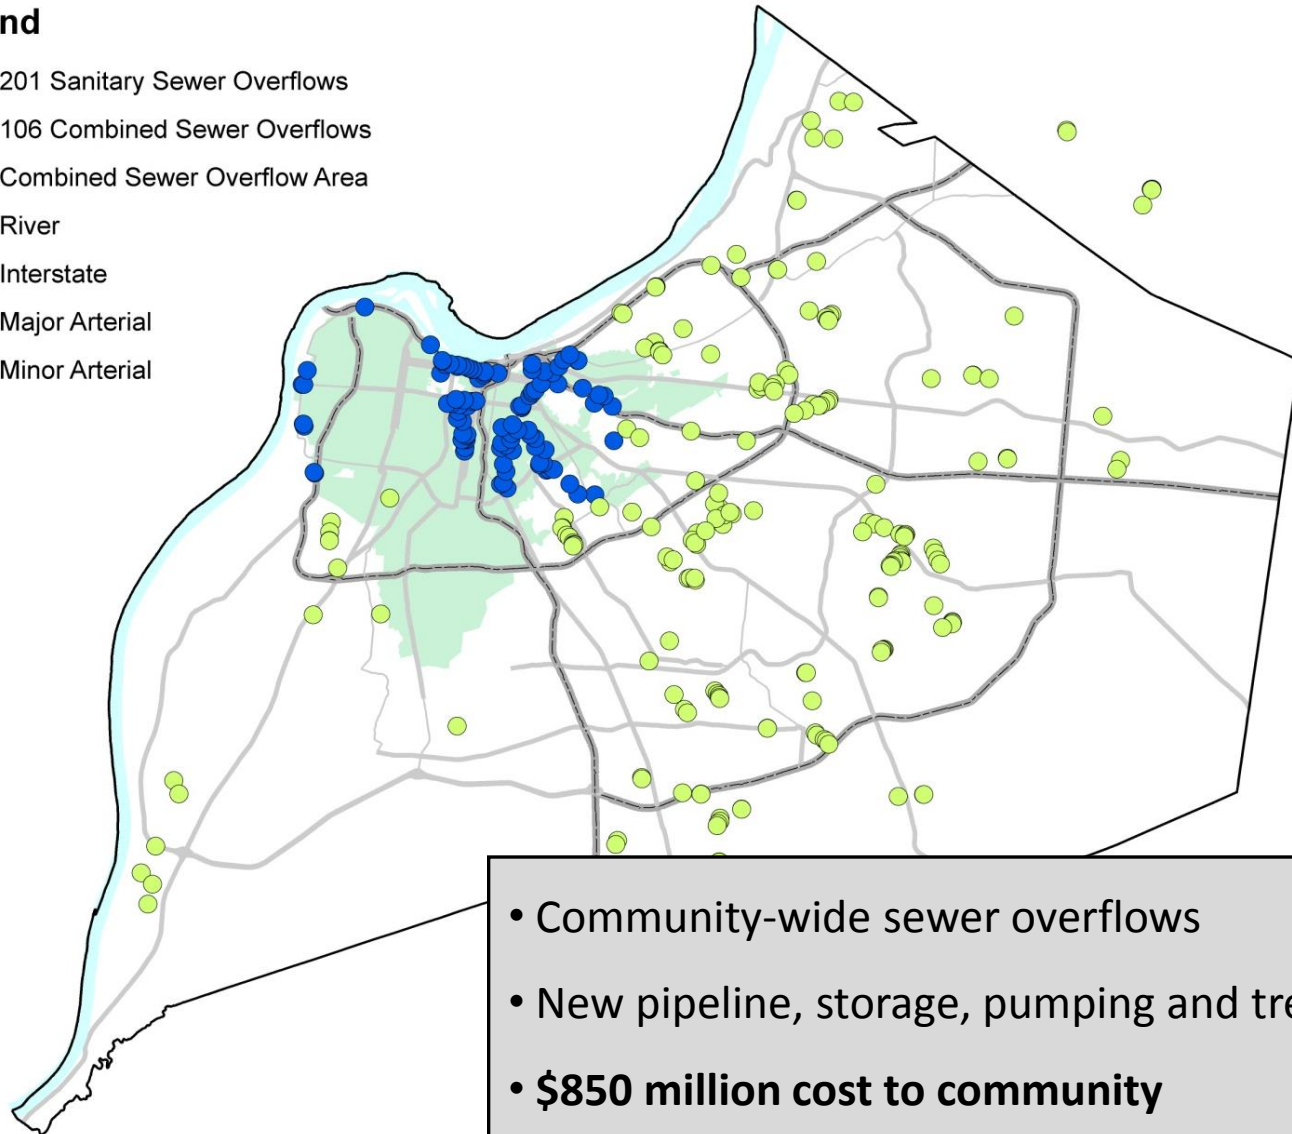 nd
201 Sanitary Sewer Overflows
106 Combined Sewer Overflows
Combined Sewer Overflow Area
River
Interstate
Major Arterial
Minor Arterial
• Community-wide sewer overflows
• New pipeline, storage, pumping and tre
• $850 million cost to community